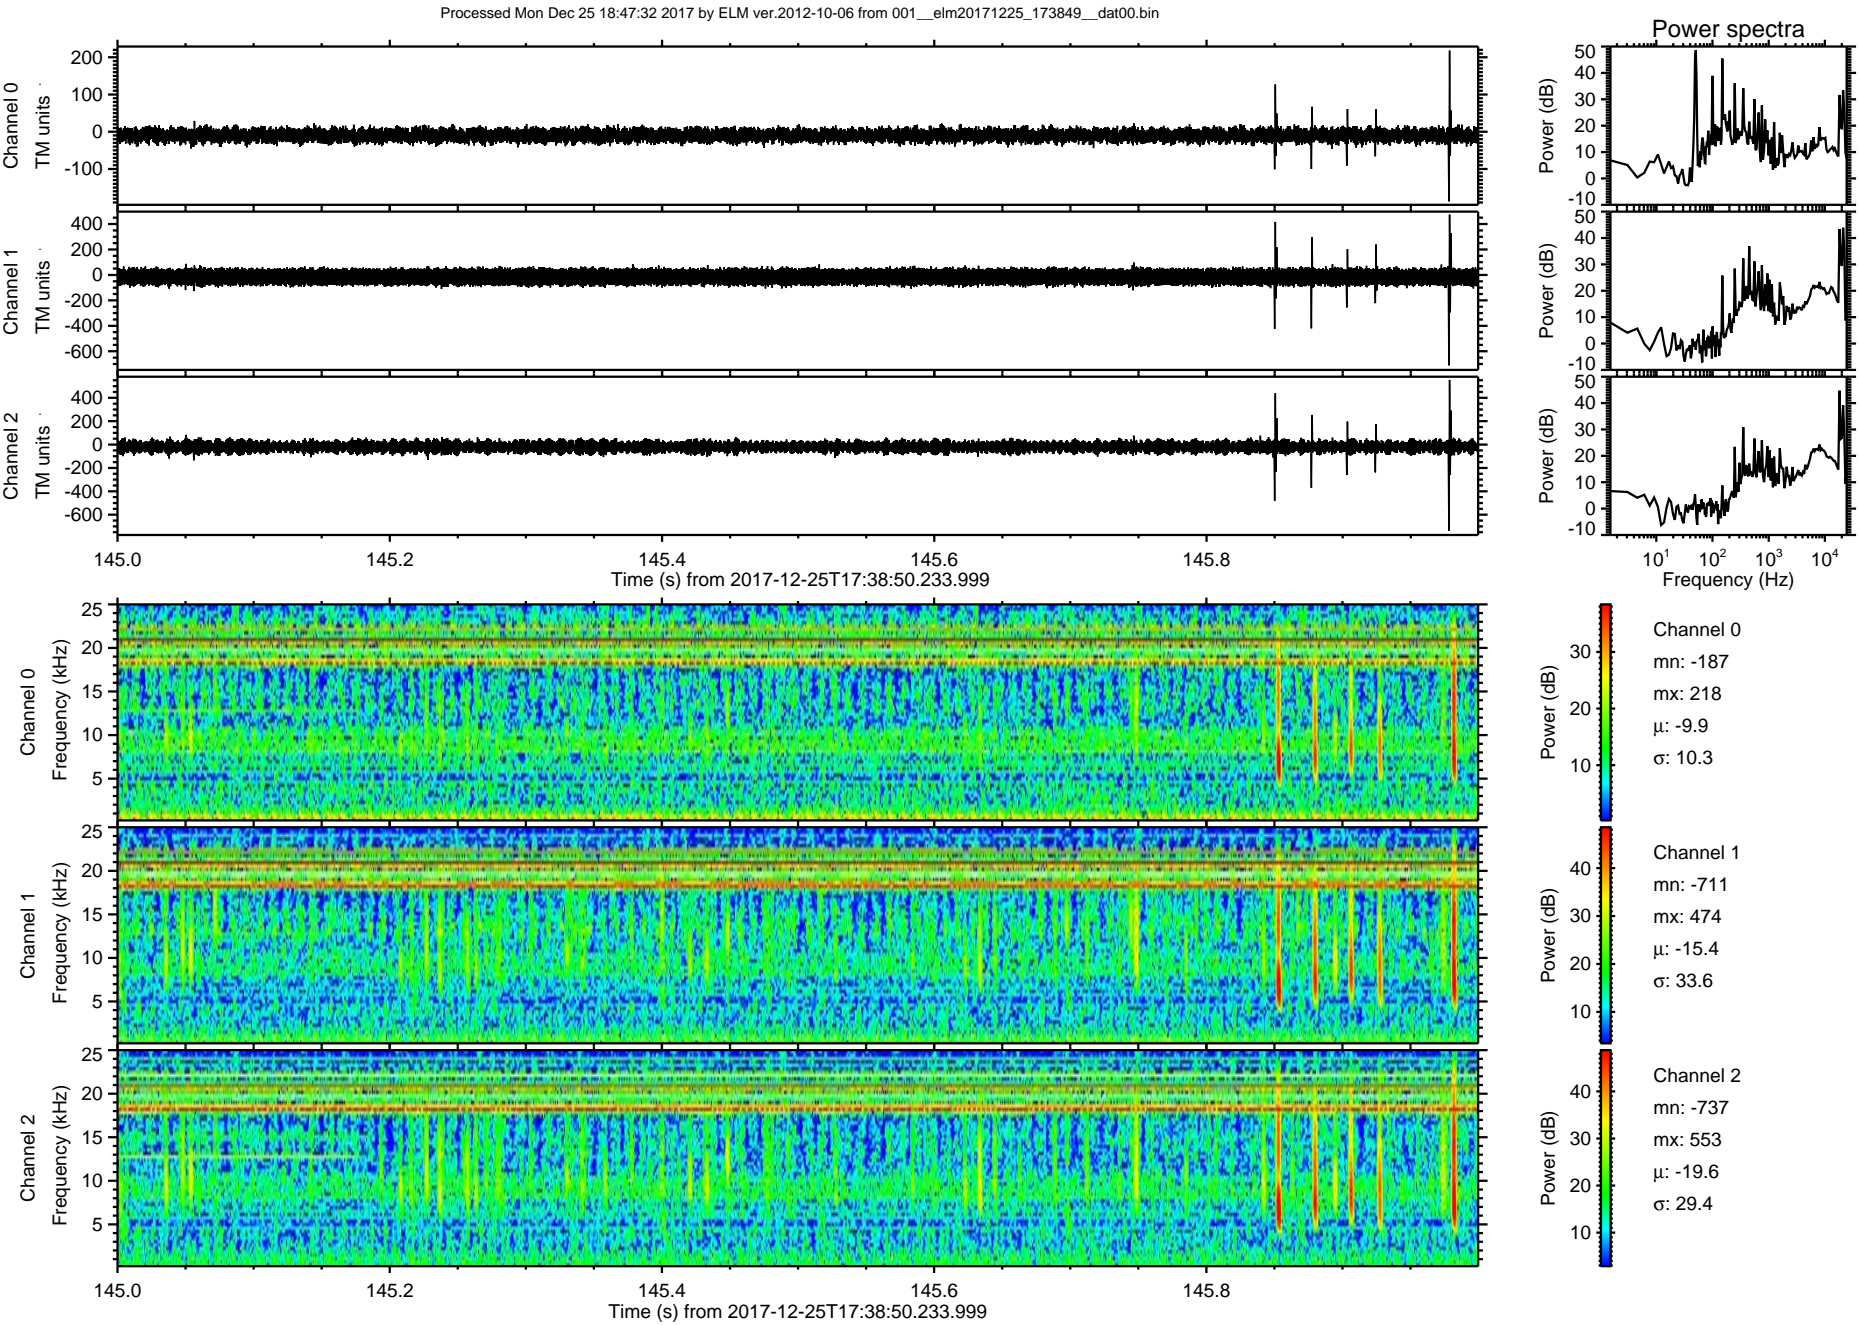 Processed Mon Dec 25 18:47:32 2017 by ELM ver.2012-10-06 from 001__elm20171225_173849__dat00.bin
Power spectra
Channel 0
TM units
200
100
0
-100
Power (dB)
50
40
30
20
10
0
-10
Channel 1
TM units
400
200
0
-200
-400
-600
Power (dB)
50
40
30
20
10
0
-10
Channel 2
TM units
400
200
0
-200
-400
-600
Power (dB)
50
40
30
20
10
0
-10
145.0 145.2 145.4 145.6 145.8
Time (s) from 2017-12-25T17:38:50.233.999
10¹ 10² 10³ 10⁴
Frequency (Hz)
Channel 0
Frequency (kHz)
25
20
15
10
5
Power (dB)
30
20
10
Channel 0
mn: -187
mx: 218
μ: -9.9
σ: 10.3
Channel 1
Frequency (kHz)
25
20
15
10
5
Power (dB)
40
30
20
10
Channel 1
mn: -711
mx: 474
μ: -15.4
σ: 33.6
Channel 2
Frequency (kHz)
25
20
15
10
5
Power (dB)
40
30
20
10
Channel 2
mn: -737
mx: 553
μ: -19.6
σ: 29.4
145.0 145.2 145.4 145.6 145.8
Time (s) from 2017-12-25T17:38:50.233.999